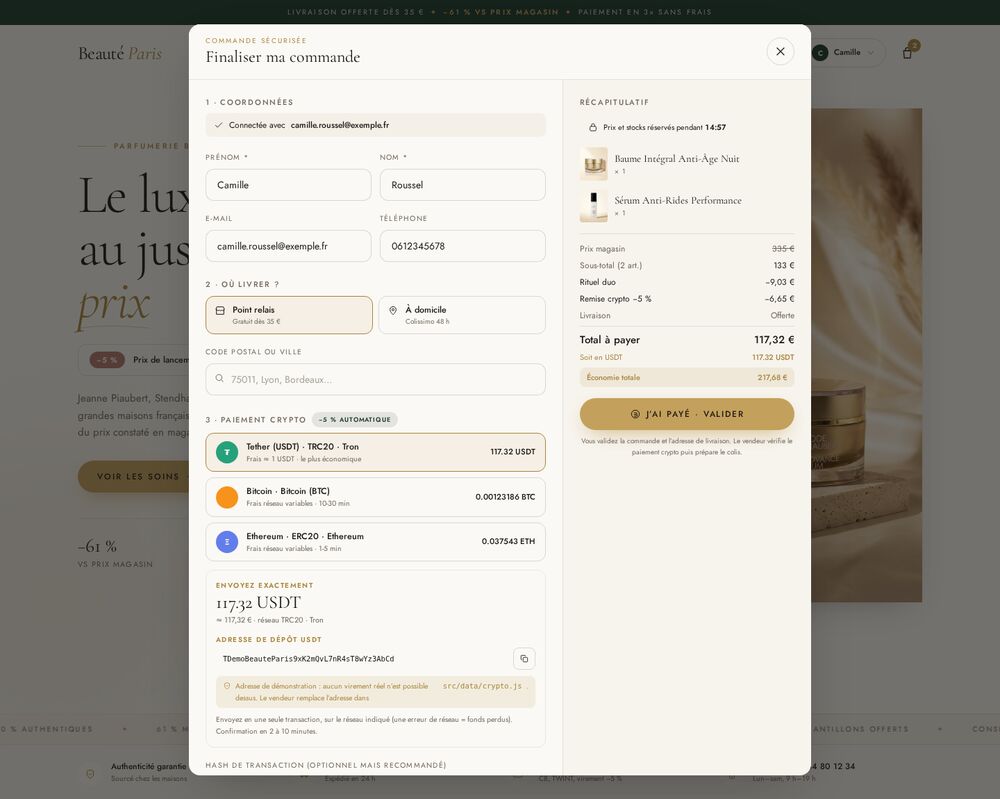 LIVRAISON OFFERTE DÈS 35 € ✦ −61 % VS PRIX MAGASIN ✦ PAIEMENT EN 3× SANS FRAIS
Beauté Paris
C Camille
2
PARFUMERIE B
Le lux
au jus
prix
−5 % Prix de lancem
Jeanne Piaubert, Stendha
grandes maisons français
du prix constaté en maga
VOIR LES SOINS
−61 %
VS PRIX MAGASIN
COMMANDE SÉCURISÉE
Finaliser ma commande
1 · COORDONNÉES
Connectée avec camille.roussel@exemple.fr
PRÉNOM * NOM *
Camille Roussel
E-MAIL TÉLÉPHONE
camille.roussel@exemple.fr 0612345678
2 · OÙ LIVRER ?
Point relais
Gratuit dès 35 €
À domicile
Colissimo 48 h
CODE POSTAL OU VILLE
75011, Lyon, Bordeaux…
3 · PAIEMENT CRYPTO −5 % AUTOMATIQUE
Tether (USDT) · TRC20 · Tron
Frais ≈ 1 USDT · le plus économique
117.32 USDT
Bitcoin · Bitcoin (BTC)
Frais réseau variables · 10-30 min
0.00123186 BTC
Ethereum · ERC20 · Ethereum
Frais réseau variables · 1-5 min
0.037543 ETH
ENVOYEZ EXACTEMENT
117.32 USDT
≈ 117,32 € · réseau TRC20 · Tron
ADRESSE DE DÉPÔT USDT
TDemoBeauteParis9xK2mQvL7nR4sT8wYz3AbCd
Adresse de démonstration : aucun virement réel n'est possible
dessus. Le vendeur remplace l'adresse dans
src/data/crypto.js .
Envoyez en une seule transaction, sur le réseau indiqué (une erreur de réseau = fonds perdus).
Confirmation en 2 à 10 minutes.
HASH DE TRANSACTION (OPTIONNEL MAIS RECOMMANDÉ)
RÉCAPITULATIF
Prix et stocks réservés pendant 14:57
Baume Intégral Anti-Âge Nuit
× 1
Sérum Anti-Rides Performance
× 1
Prix magasin 335 €
Sous-total (2 art.) 133 €
Rituel duo −9,03 €
Remise crypto −5 % −6,65 €
Livraison Offerte
Total à payer 117,32 €
Soit en USDT 117.32 USDT
Économie totale 217,68 €
J'AI PAYÉ · VALIDER
Vous validez la commande et l'adresse de livraison. Le vendeur vérifie le
paiement crypto puis prépare le colis.
0 % AUTHENTIQUES ✦ 61 % M
ANTILLONS OFFERTS ✦ CONS
Authenticité garantie
Sourcé chez les maisons
Expédié en 24 h
CB, TWINT, virement −5 %
4 80 12 34
Lun–sam. 9 h–19 h